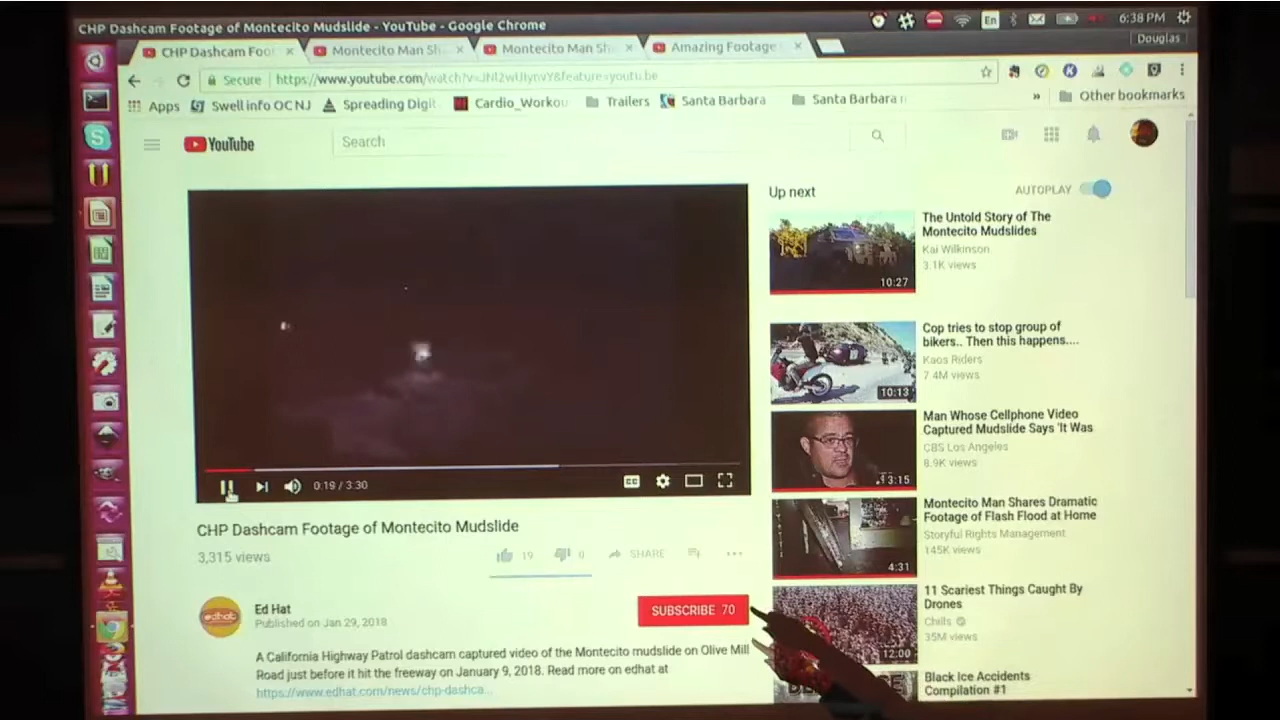 CHP Dashcam Footage of Montecito Mudslide - YouTube - Google Chrome
En
6:38 PM
Douglas
CHP Dashcam Foot
Montecito Man Sh
Montecito Man Sh
Amazing Footage
Secure
https://www.youtube.com/
Apps
Swell info OC NJ
Spreading Digit
Cardio_Workou
Trailers
Santa Barbara
Santa Barbara
»
Other bookmarks
YouTube
Search
Up next
AUTOPLAY
The Untold Story of The
Montecito Mudslides
Kai Wilkinson
3.1K views
10:27
Cop tries to stop group of
bikers.. Then this happens....
Kaos Riders
7.4M views
10:13
Man Whose Cellphone Video
Captured Mudslide Says 'It Was
CBS Los Angeles
8.9K views
3:15
Montecito Man Shares Dramatic
Footage of Flash Flood at Home
Storyful Rights Management
145K views
4:31
11 Scariest Things Caught By
Drones
Chills
35M views
12:00
Black Ice Accidents
Compilation #1
CC
0:19 / 3:30
CHP Dashcam Footage of Montecito Mudslide
3,315 views
19
0
SHARE
edhat
Ed Hat
Published on Jan 29, 2018
SUBSCRIBE 70
A California Highway Patrol dashcam captured video of the Montecito mudslide on Olive Mill
Road just before it hit the freeway on January 9, 2018. Read more on edhat at
https://www.edhat.com/news/chp-dashca...